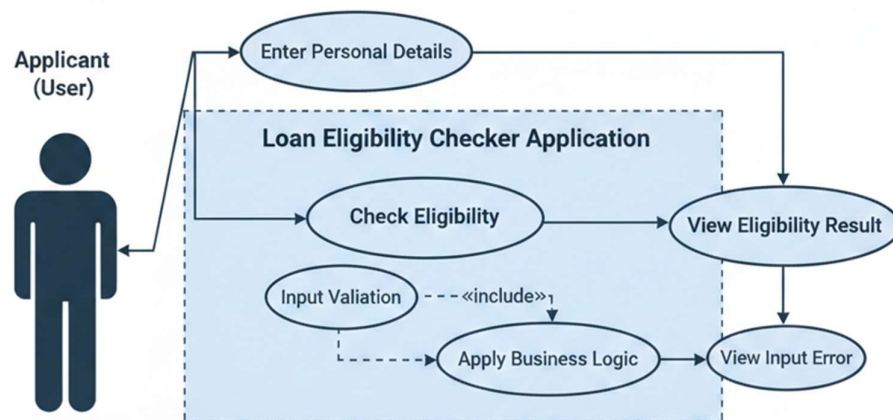 Applicant
(User)
Enter Personal Details
Loan Eligibility Checker Application
Check Eligibility
View Eligibility Result
Input Valiation
«include»
Apply Business Logic
View Input Error